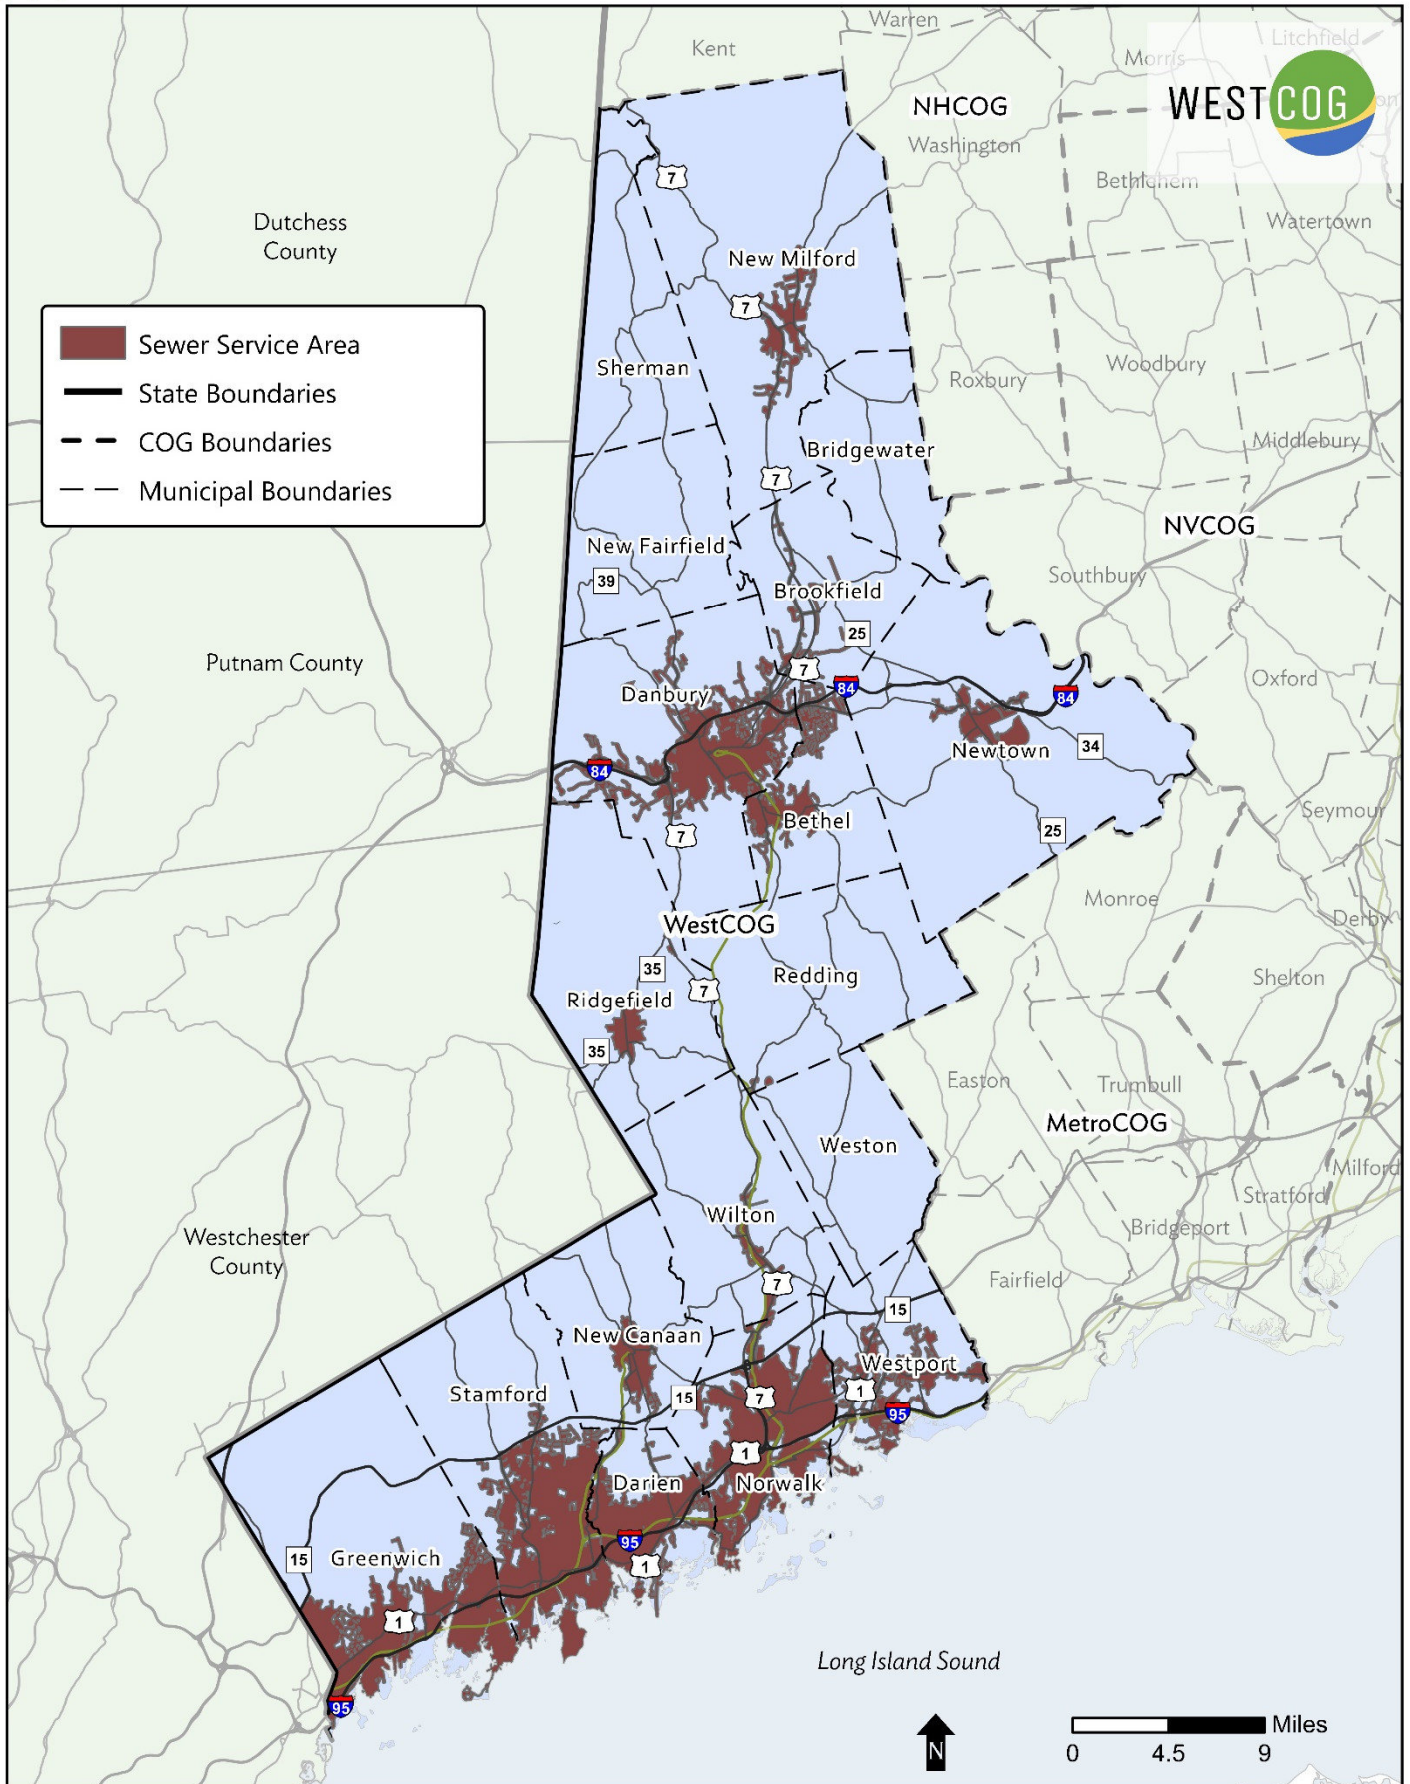 Warren
Kent
Litchfield
Morris
WESTCOG
NHCOG
Washington
Bethlehem
Watertown
Dutchess
County
New Milford
7
7
Sewer Service Area
State Boundaries
COG Boundaries
Municipal Boundaries
Sherman
Woodbury
Roxbury
Middlebury
Bridgewater
7
NVCOG
New Fairfield
39
Southbury
Brookfield
25
Putnam County
7
84
Oxford
Danbury
84
34
Newtown
84
Seymour
Bethel
25
7
Monroe
Derby
WestCOG
35
Redding
Shelton
7
Ridgefield
35
Easton
Trumbull
MetroCOG
Weston
Milford
Stratford
Wilton
Bridgeport
Westchester
County
7
Fairfield
15
New Canaan
Westport
Stamford
15
7
1
95
1
Darien
Norwalk
95
15
Greenwich
1
1
Long Island Sound
95
N
Miles
0 4.5 9